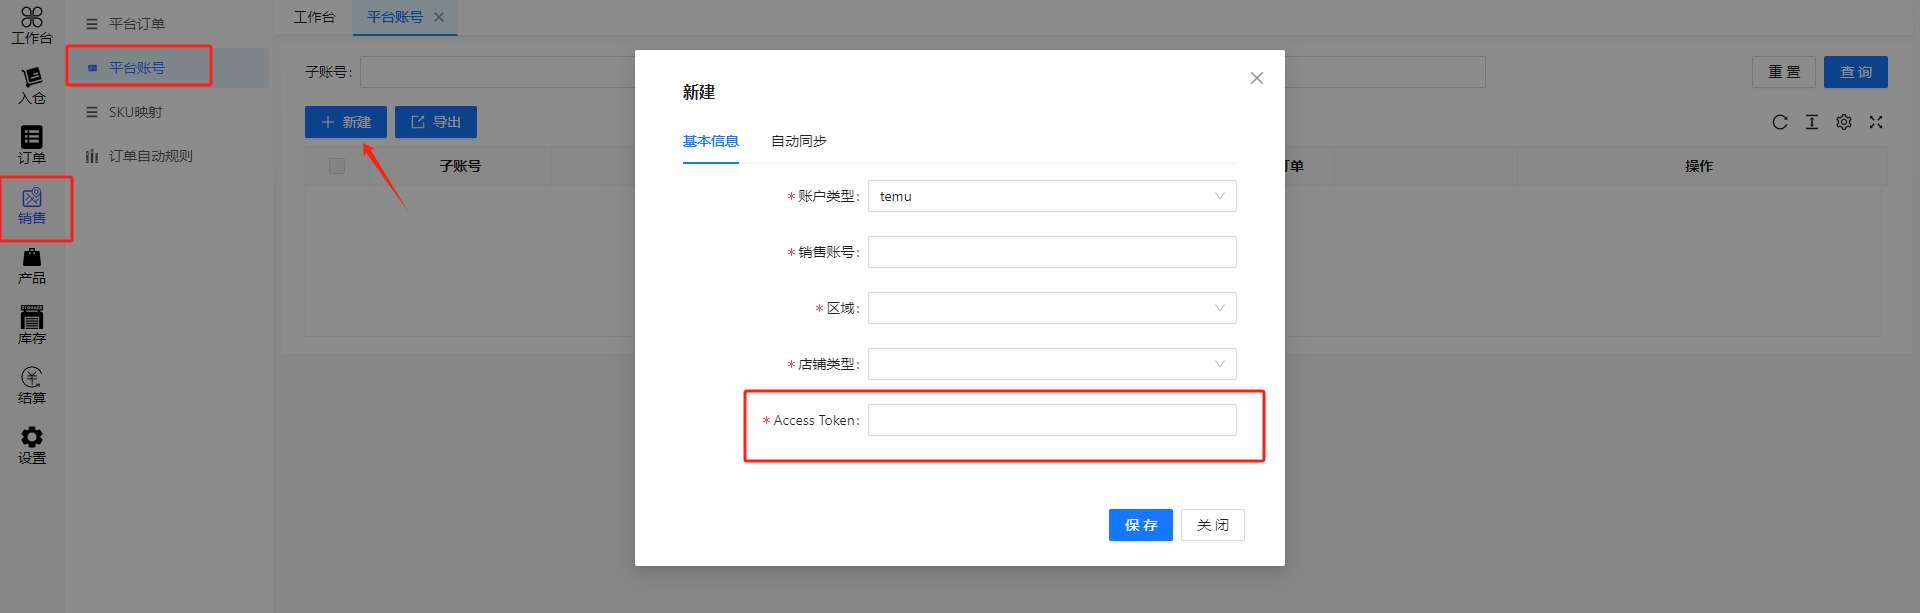 工作台
入仓
订单
销售
产品
库存
结算
设置
平台订单
平台账号
SKU映射
订单自动规则
工作台
平台账号
子账号:
重 置
查 询
新建
导出
子账号
操作
新建
基本信息
自动同步
* 账户类型:
temu
* 销售账号:
* 区域:
* 店铺类型:
* Access Token:
保 存
关 闭